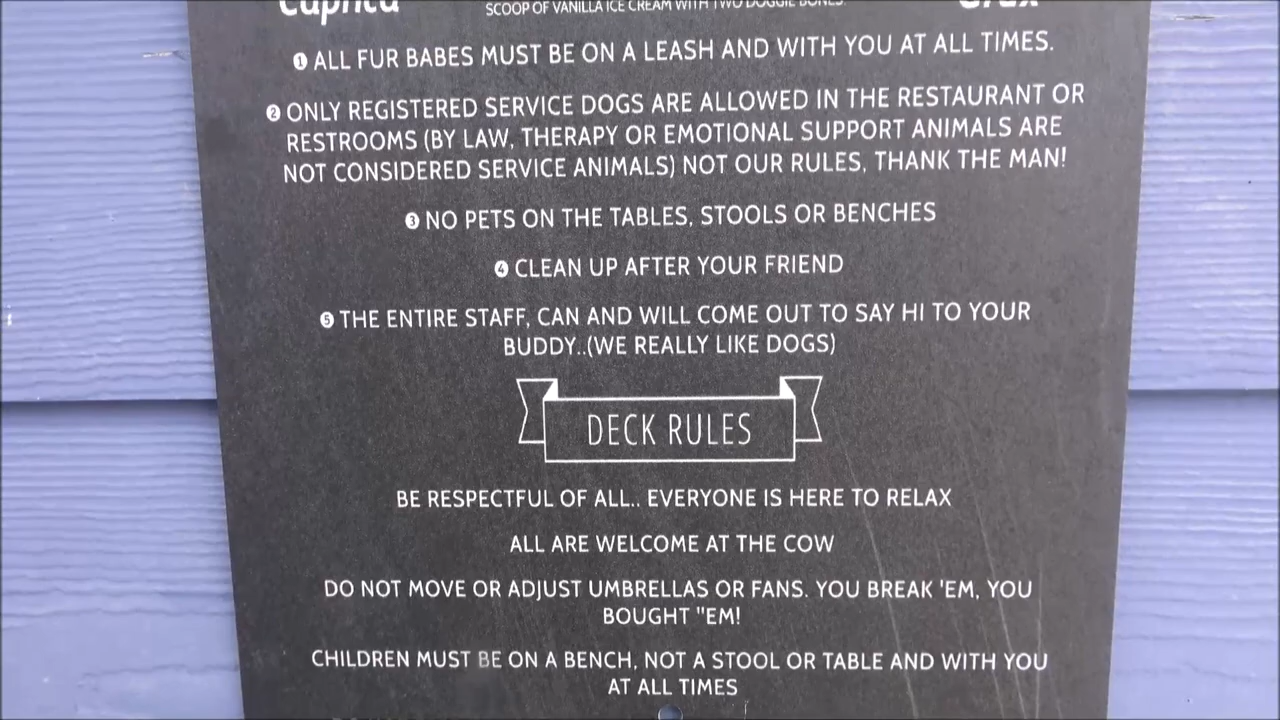 SCOOP OF VANILLA ICE CREAM WITH TWO DOGGIE BONES.
❶ ALL FUR BABES MUST BE ON A LEASH AND WITH YOU AT ALL TIMES.
❷ ONLY REGISTERED SERVICE DOGS ARE ALLOWED IN THE RESTAURANT OR
RESTROOMS (BY LAW, THERAPY OR EMOTIONAL SUPPORT ANIMALS ARE
NOT CONSIDERED SERVICE ANIMALS) NOT OUR RULES, THANK THE MAN!
❸ NO PETS ON THE TABLES, STOOLS OR BENCHES
❹ CLEAN UP AFTER YOUR FRIEND
❺ THE ENTIRE STAFF, CAN AND WILL COME OUT TO SAY HI TO YOUR
BUDDY..(WE REALLY LIKE DOGS)
DECK RULES
BE RESPECTFUL OF ALL.. EVERYONE IS HERE TO RELAX
ALL ARE WELCOME AT THE COW
DO NOT MOVE OR ADJUST UMBRELLAS OR FANS. YOU BREAK 'EM, YOU
BOUGHT "EM!
CHILDREN MUST BE ON A BENCH, NOT A STOOL OR TABLE AND WITH YOU
AT ALL TIMES